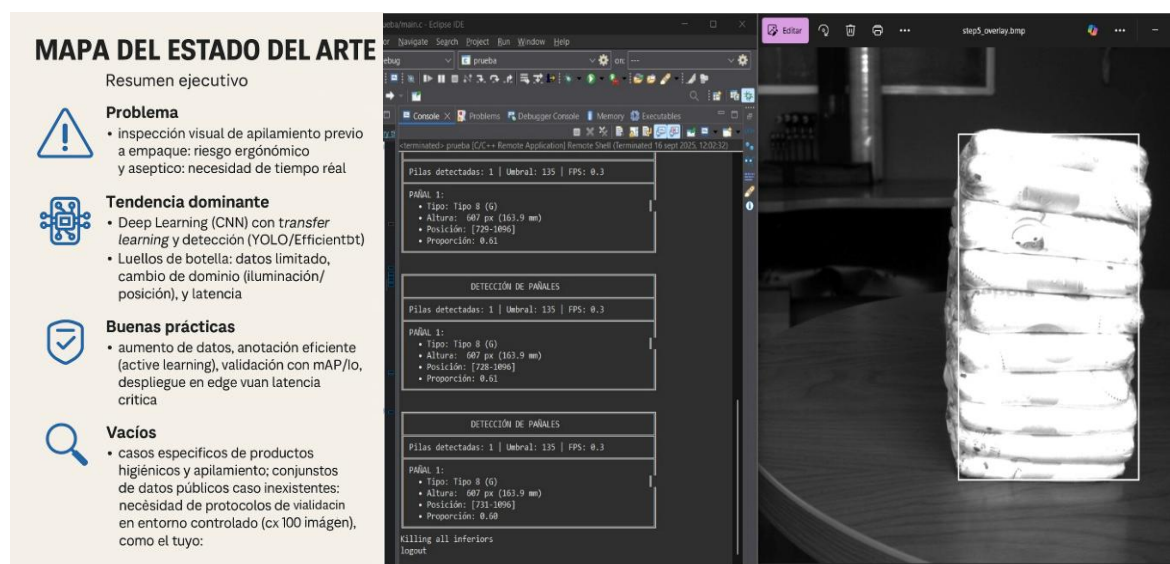 MAPA DEL ESTADO DEL ARTE
Resumen ejecutivo
Problema
• inspección visual de apilamiento previo
a empaque: riesgo ergónómico
y aseptico: necesidad de tiempo réal
Tendencia dominante
• Deep Learning (CNN) con transfer
learning y detección (YOLO/Efficientbt)
• Luellos de botella: datos limitado,
cambio de dominio (iluminación/
posición), y latencia
Buenas prácticas
• aumento de datos, anotación eficiente
(active learning), validación con mAP/Io,
despliegue en edge vuan latencia
critica
Vacíos
• casos especificos de productos
higiénicos y apilamiento; conjunstos
de datos públicos caso inexistentes:
necèsidad de protocolos de vialidacin
en entorno controlado (cx 100 imágen),
como el tuyo:
eba/main.c - Eclipse IDE
or Navigate Search Project Run Window Help
ebug prueba on: ---
Console Problems Debugger Console Memory Executables
<terminated> prueba [C/C++ Remote Application] Remote Shell (Terminated 16 sept 2025, 12:02:32)
Pilas detectadas: 1 | Umbral: 135 | FPS: 0.3
PAÑAL 1:
• Tipo: Tipo 8 (G)
• Altura: 607 px (163.9 mm)
• Posición: [729-1096]
• Proporción: 0.61
DETECCIÓN DE PAÑALES
Pilas detectadas: 1 | Umbral: 135 | FPS: 0.3
PAÑAL 1:
• Tipo: Tipo 8 (G)
• Altura: 607 px (163.9 mm)
• Posición: [728-1096]
• Proporción: 0.61
DETECCIÓN DE PAÑALES
Pilas detectadas: 1 | Umbral: 135 | FPS: 0.3
PAÑAL 1:
• Tipo: Tipo 8 (G)
• Altura: 607 px (163.9 mm)
• Posición: [731-1096]
• Proporción: 0.60
Killing all inferiors
logout
Editar
step5_overlay.bmp